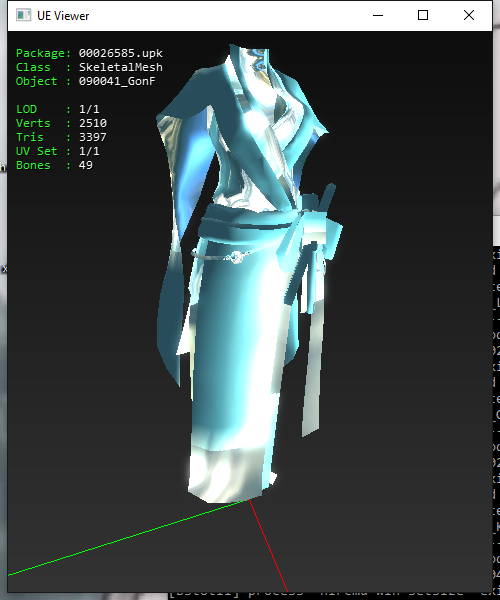 UE Viewer
Package: 00026585.upk
Class : SkeletalMesh
Object : 090041_GonF
LOD : 1/1
Verts : 2510
Tris : 3397
UV Set : 1/1
Bones : 49